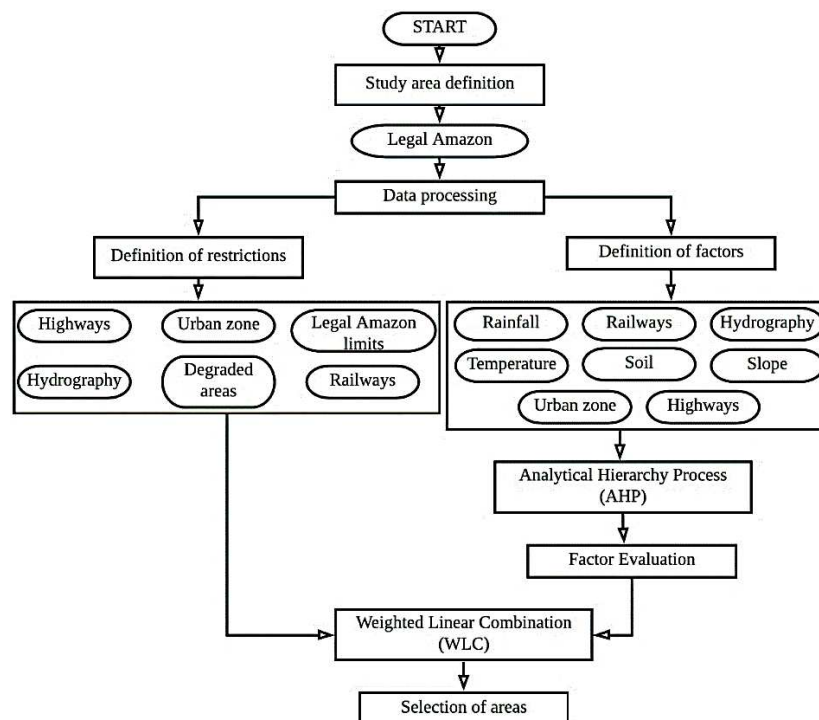 START
Study area definition
Legal Amazon
Data processing
Definition of restrictions
Definition of factors
Highways
Urban zone
Legal Amazon
limits
Hydrography
Degraded
areas
Railways
Rainfall
Railways
Hydrography
Temperature
Soil
Slope
Urban zone
Highways
Analytical Hierarchy Process
(AHP)
Factor Evaluation
Weighted Linear Combination
(WLC)
Selection of areas